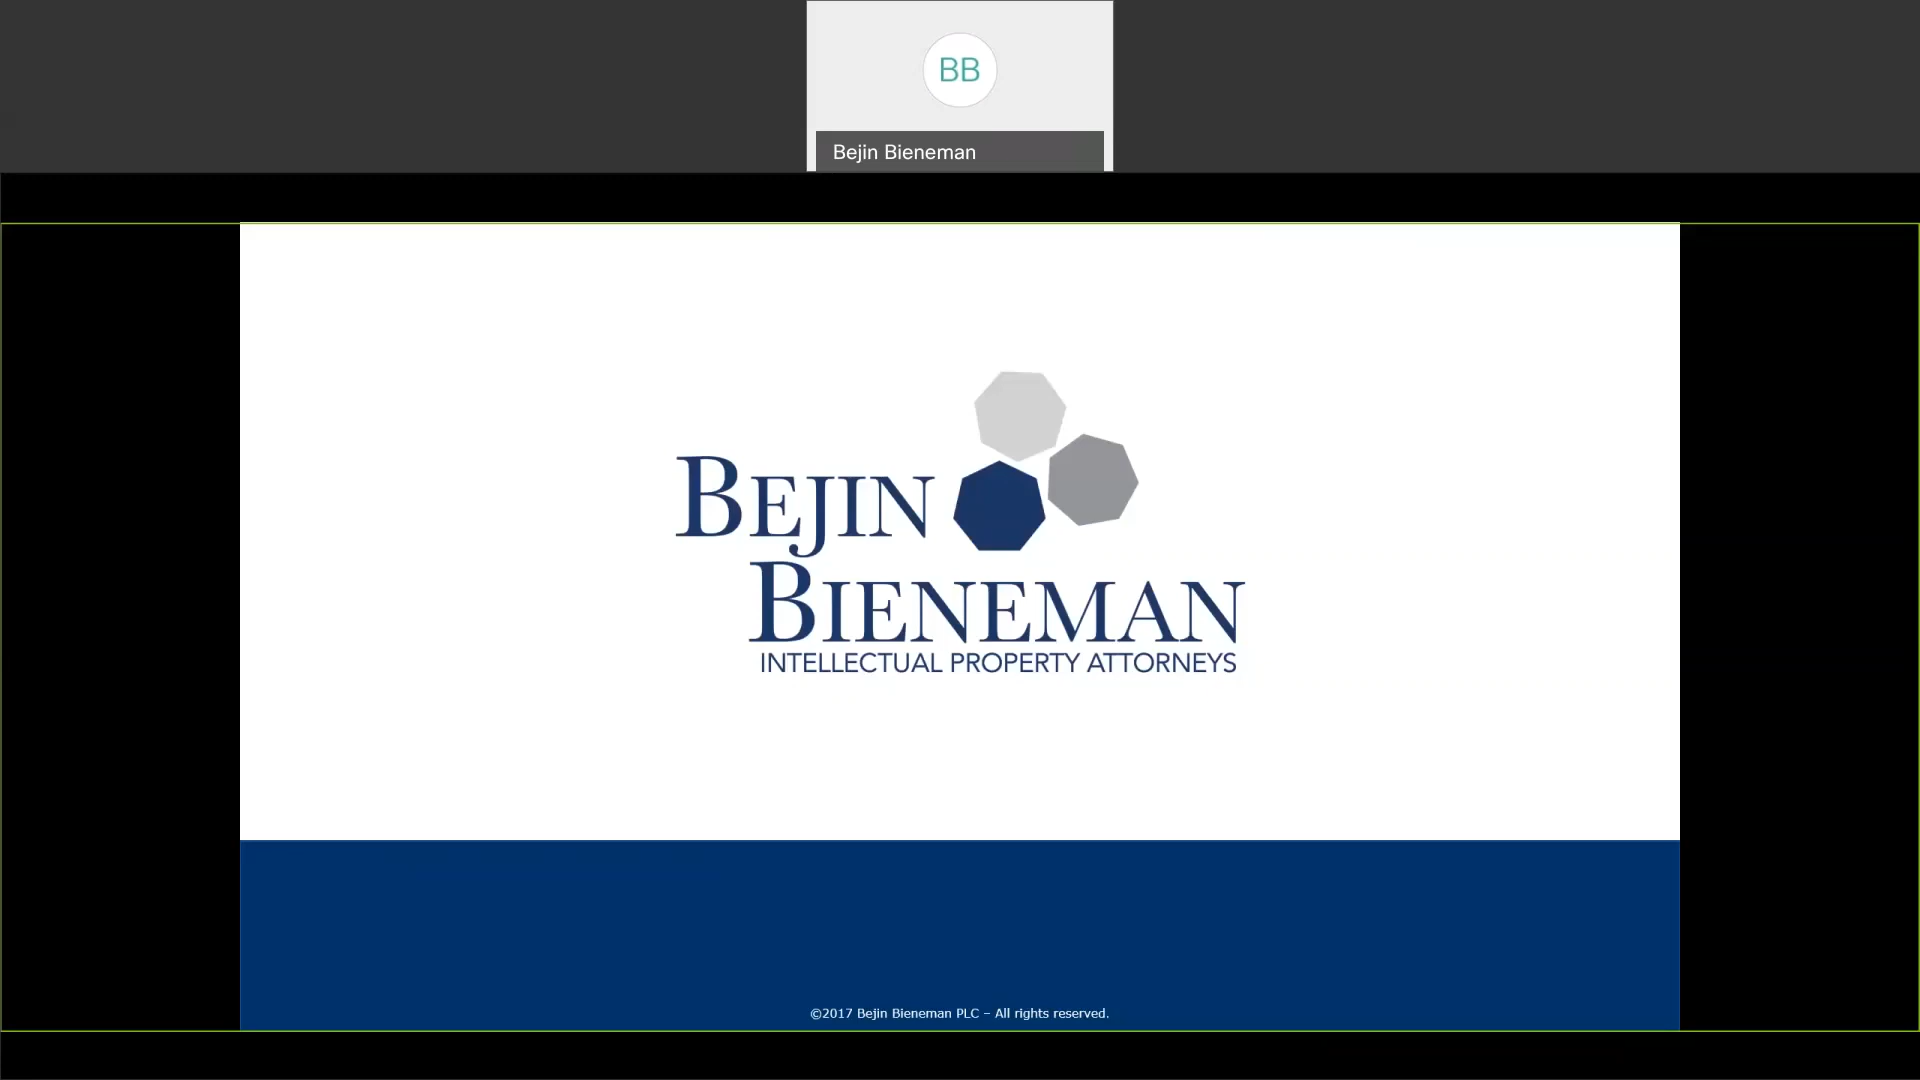 BB
Bejin Bieneman
BEJIN
BIENEMAN
INTELLECTUAL PROPERTY ATTORNEYS
©2017 Bejin Bieneman PLC – All rights reserved.